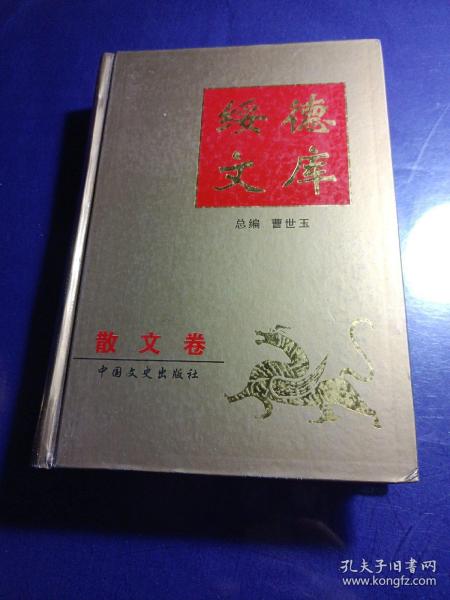 绥德
文库
总编 曹世玉
散文卷
中国文史出版社
孔夫子旧书网
www.kongfz.com